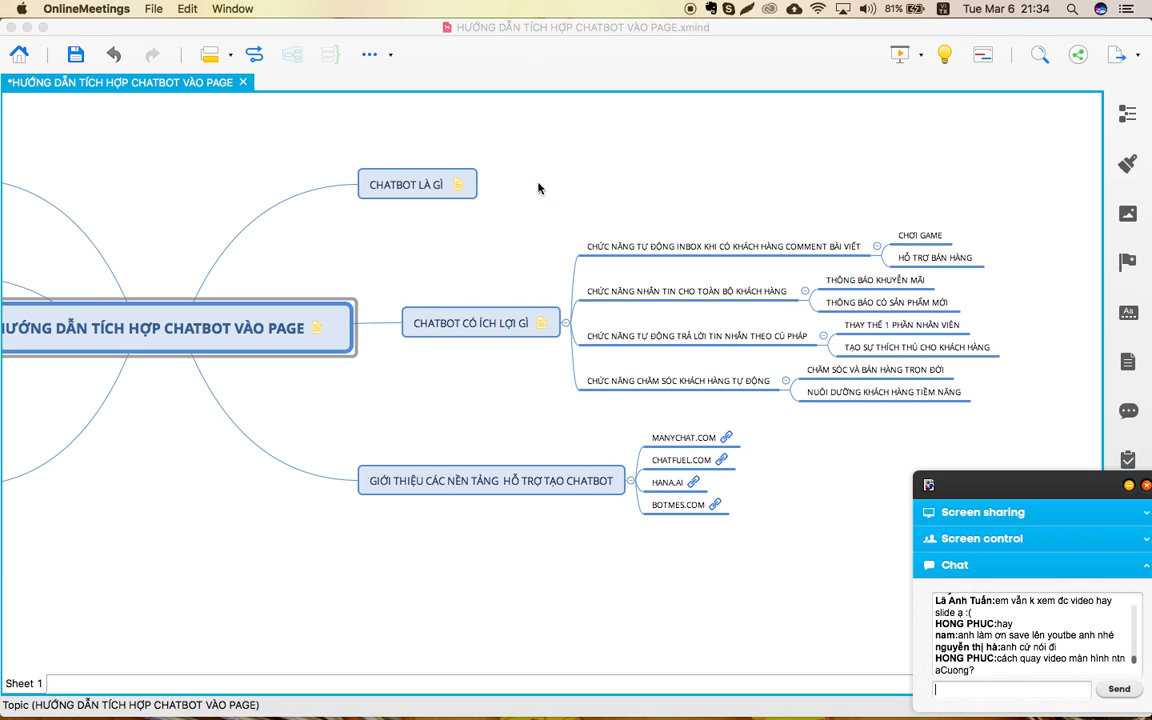 OnlineMeetings File Edit Window
81% VI TX Tue Mar 6 21:34
HƯỚNG DẪN TÍCH HỢP CHATBOT VÀO PAGE.xmind
*HƯỚNG DẪN TÍCH HỢP CHATBOT VÀO PAGE
CHATBOT LÀ GÌ
ƯỚNG DẪN TÍCH HỢP CHATBOT VÀO PAGE
CHATBOT CÓ ÍCH LỢI GÌ
CHỨC NĂNG TỰ ĐỘNG INBOX KHI CÓ KHÁCH HÀNG COMMENT BÀI VIẾT
CHƠI GAME
HỖ TRỢ BÁN HÀNG
CHỨC NĂNG NHẮN TIN CHO TOÀN BỘ KHÁCH HÀNG
THÔNG BÁO KHUYỄN MÃI
THÔNG BÁO CÓ SẢN PHẨM MỚI
CHỨC NĂNG TỰ ĐỘNG TRẢ LỜI TIN NHẮN THEO CÚ PHÁP
THAY THẾ 1 PHẦN NHÂN VIÊN
TẠO SỰ THÍCH THÚ CHO KHÁCH HÀNG
CHỨC NĂNG CHĂM SÓC KHÁCH HÀNG TỰ ĐỘNG
CHĂM SÓC VÀ BÁN HÀNG TRỌN ĐỜI
NUÔI DƯỠNG KHÁCH HÀNG TIỀM NĂNG
GIỚI THIỆU CÁC NỀN TẢNG HỖ TRỢ TẠO CHATBOT
MANYCHAT.COM
CHATFUEL.COM
HANA.AI
BOTMES.COM
Screen sharing
Screen control
Chat
Lã Ánh Tuấn:em vẫn k xem đc video hay
slide ạ :(
HONG PHUC:hay
nam:anh làm ơn save lên youtbe anh nhé
nguyễn thị hà:anh cứ nói đi
HONG PHUC:cách quay video màn hình ntn
aCuong?
Send
Sheet 1
Topic (HƯỚNG DẪN TÍCH HỢP CHATBOT VÀO PAGE)